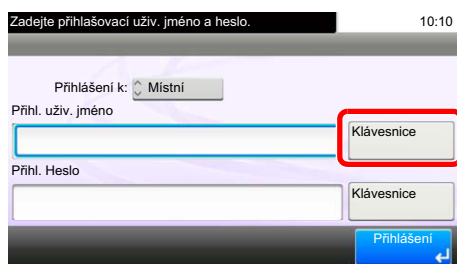 Zadejte přihlašovací uživ. jméno a heslo. 10:10
Přihlášení k: Místní
Přihl. uživ. jméno
Klávesnice
Přihl. Heslo
Klávesnice
Přihlášení